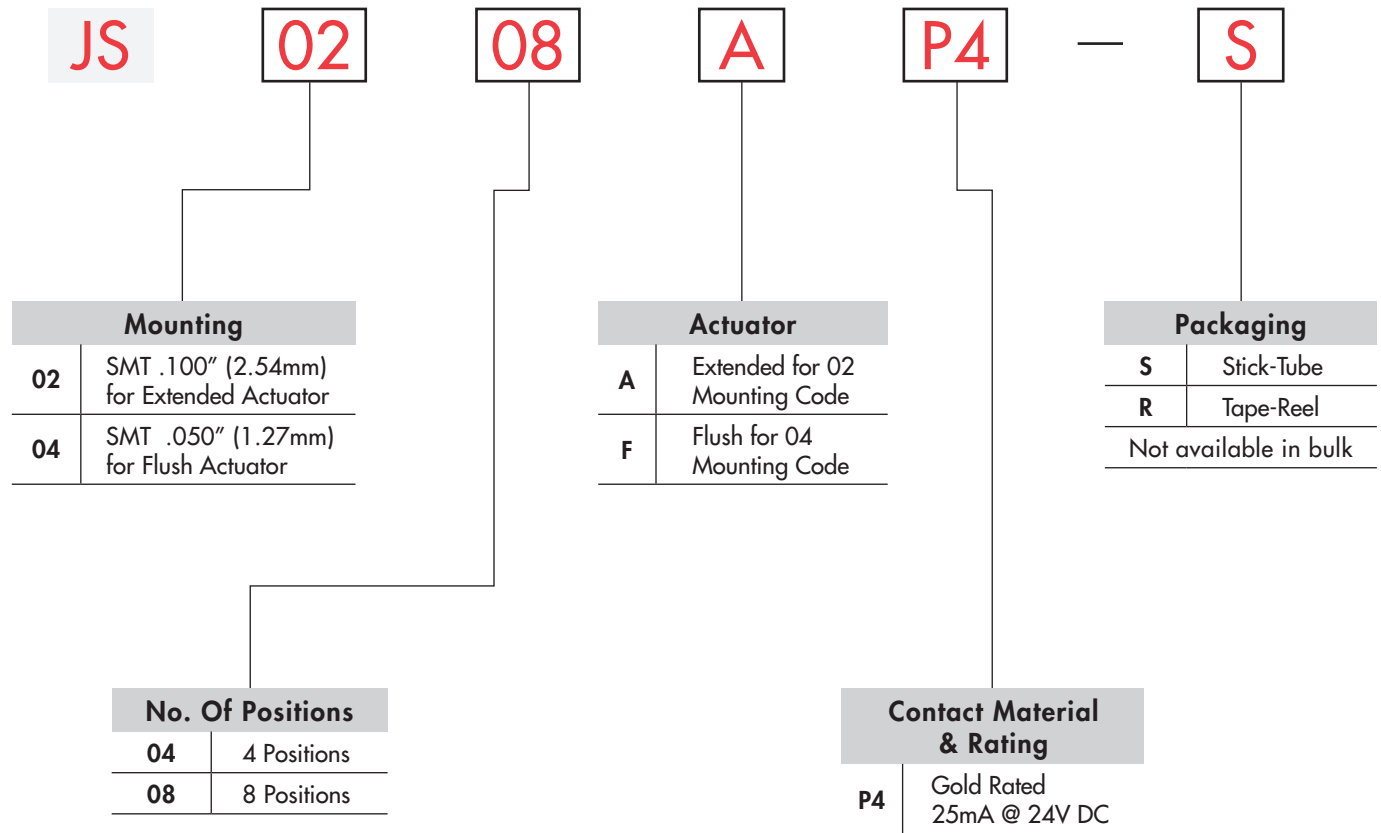 JS 02 08 A P4 — S
Mounting
02 SMT .100” (2.54mm)
for Extended Actuator
04 SMT .050” (1.27mm)
for Flush Actuator
Actuator
A Extended for 02
Mounting Code
F Flush for 04
Mounting Code
Packaging
S Stick-Tube
R Tape-Reel
Not available in bulk
No. Of Positions
04 4 Positions
08 8 Positions
Contact Material
& Rating
P4 Gold Rated
25mA @ 24V DC